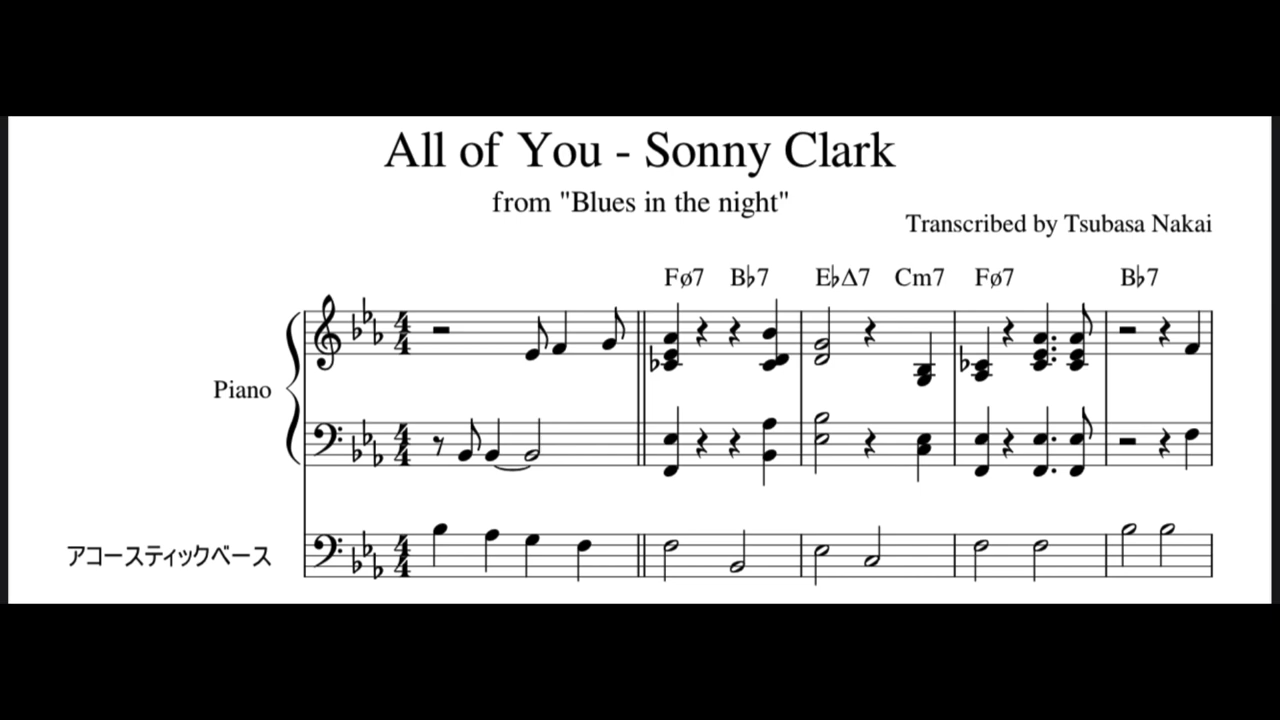 All of You - Sonny Clark
from "Blues in the night"
Transcribed by Tsubasa Nakai
Fø7 B♭7 E♭Δ7 Cm7 Fø7 B♭7
Piano
アコースティックベース